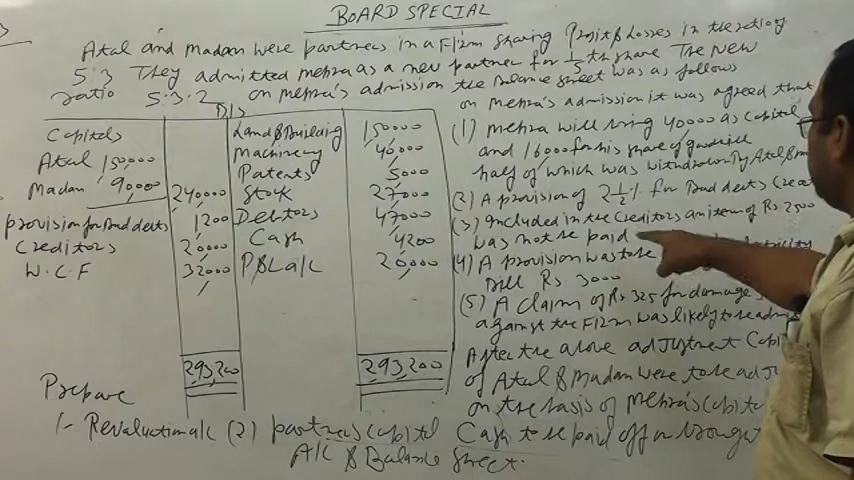 BOARD SPECIAL
Atal and Madan were partners in a Firm sharing Profit & Losses in the ratio of
5:3 They admitted Mehra as a new partner for 1/5 th share The New
ratio 5:3:2 on Mehra's admission the Balance sheet was as follows
B/S
Capitals
Atal 150000
Madan 90000
240000
provision for Bad debts 1200
Creditors 20000
W.C.F 32000
293200
Land & Building 150000
Machinery 40000
Patents 5000
Stock 27000
Debtors 47000
Cash 4200
P & L a/c 20000
293200
on Mehra's admission it was agreed that
(1) Mehra will bring 40000 as capital
and 16000 for his share of goodwill
half of which was withdrawn by Atal &
(2) A provision of 2 1/2 % for Bad debts
(3) included in the Creditors an item of Rs 2500
was not be paid
(4) A provision was to be
Bill Rs 3000
(5) A Claim of Rs 325 for damage
against the Firm was likely to be
After the above adjustment
of Atal & Madan were to be
on the basis of Mehra's
Cash to be paid off or brought
Prepare
1- Revaluation a/c (2) partners capital
A/C & Balance Sheet.